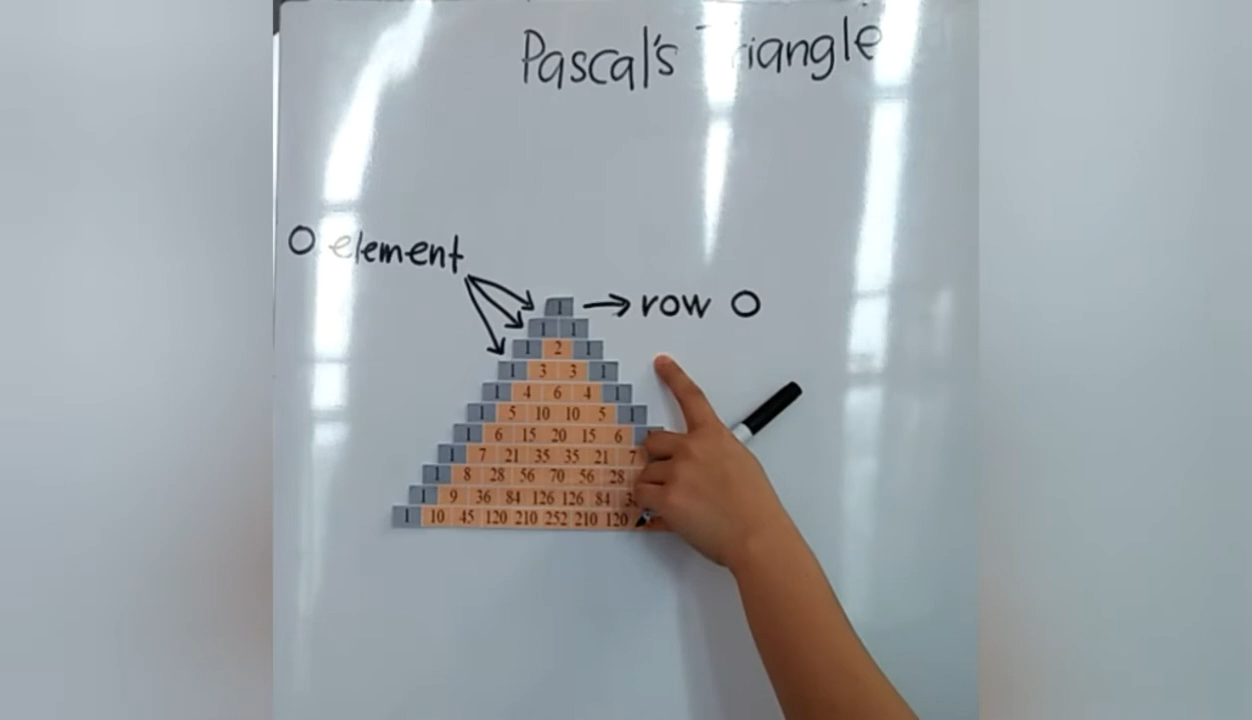 Pascal's Triangle
0 element
1 → row 0
1 1
1 2 1
1 3 3 1
1 4 6 4 1
1 5 10 10 5 1
1 6 15 20 15 6
1 7 21 35 35 21 7
1 8 28 56 70 56 28
1 9 36 84 126 126 84
1 10 45 120 210 252 210 120